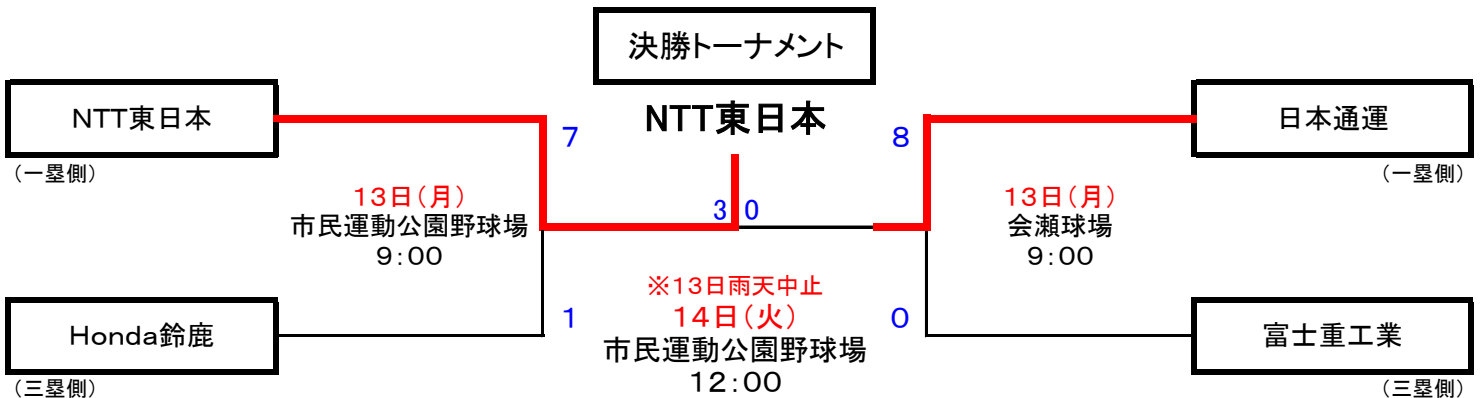 決勝トーナメント
NTT東日本
NTT東日本
日本通運
7
8
(一塁側)
(一塁側)
13日(月)
市民運動公園野球場
9:00
3 0
13日(月)
会瀬球場
9:00
※13日雨天中止
14日(火)
市民運動公園野球場
12:00
1
0
Honda鈴鹿
富士重工業
(三塁側)
(三塁側)